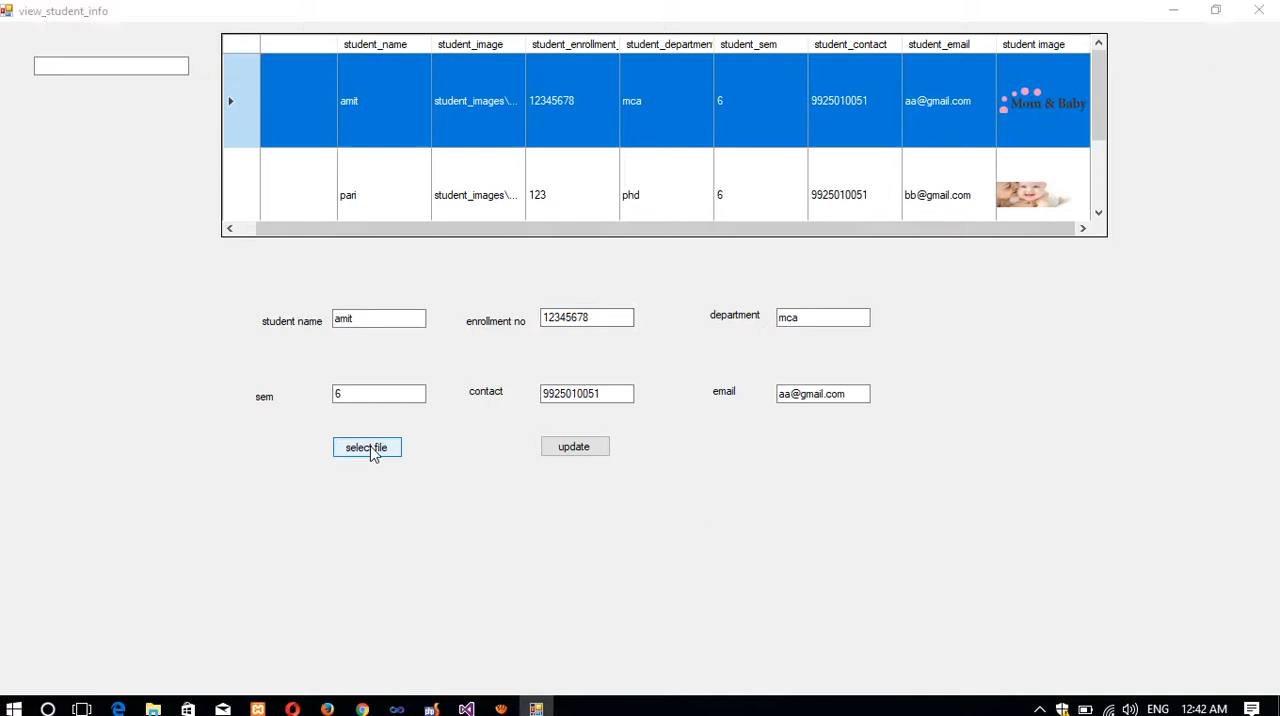 view_student_info
student_name student_image student_enrollment_ student_department student_sem student_contact student_email student image
amit student_images\... 12345678 mca 6 9925010051 aa@gmail.com Mom & Baby
pari student_images\... 123 phd 6 9925010051 bb@gmail.com
student name amit enrollment no 12345678 department mca
sem 6 contact 9925010051 email aa@gmail.com
select file update
ENG 12:42 AM